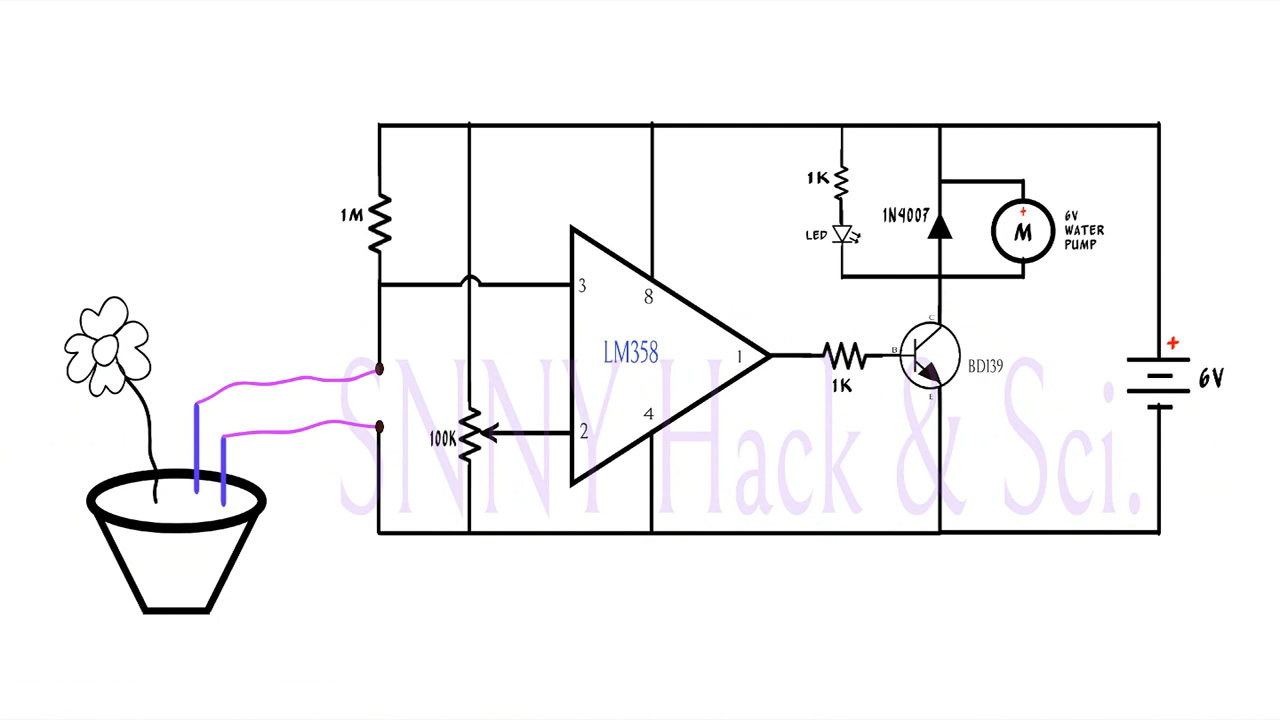 1M
1K
LED
1N4007
+
M
6V
WATER
PUMP
3
8
LM358
1
4
2
100K
1K
B
C
E
BD139
+
6V
SNNY Hack & Sci.